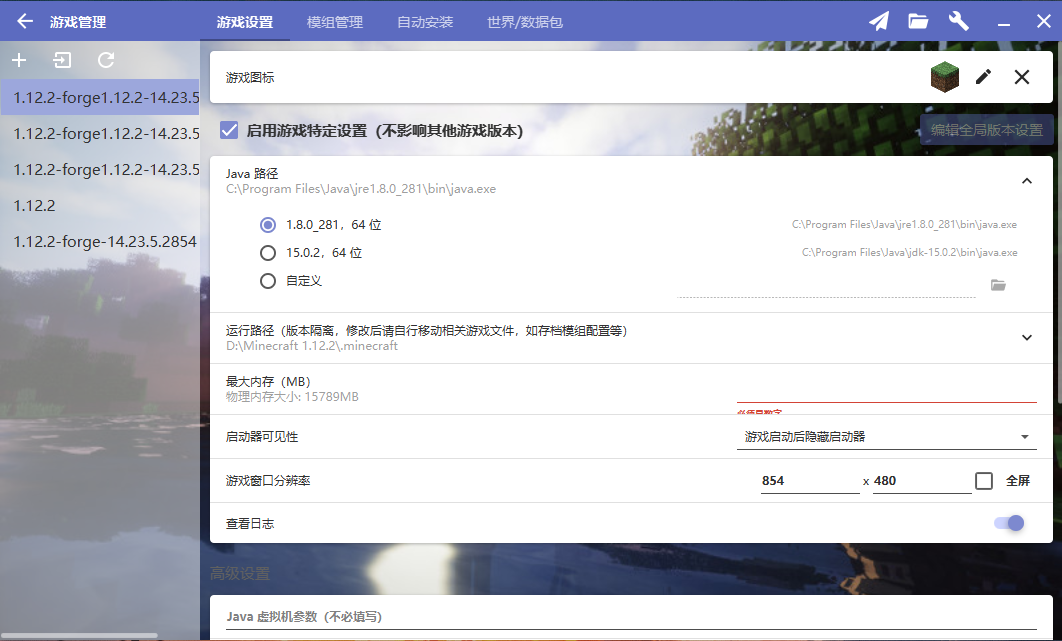 游戏管理
游戏设置
模组管理
自动安装
世界/数据包
1.12.2-forge1.12.2-14.23.5
1.12.2-forge1.12.2-14.23.5
1.12.2-forge1.12.2-14.23.5
1.12.2
1.12.2-forge-14.23.5.2854
游戏图标
启用游戏特定设置（不影响其他游戏版本）
编辑全局版本设置
Java 路径
C:\Program Files\Java\jre1.8.0_281\bin\java.exe
1.8.0_281，64 位
C:\Program Files\Java\jre1.8.0_281\bin\java.exe
15.0.2，64 位
C:\Program Files\Java\jdk-15.0.2\bin\java.exe
自定义
运行路径（版本隔离，修改后请自行移动相关游戏文件，如存档模组配置等）
D:\Minecraft 1.12.2\.minecraft
最大内存（MB）
物理内存大小: 15789MB
必须是数字
启动器可见性
游戏启动后隐藏启动器
游戏窗口分辨率
854 x 480
全屏
查看日志
高级设置
Java 虚拟机参数（不必填写）